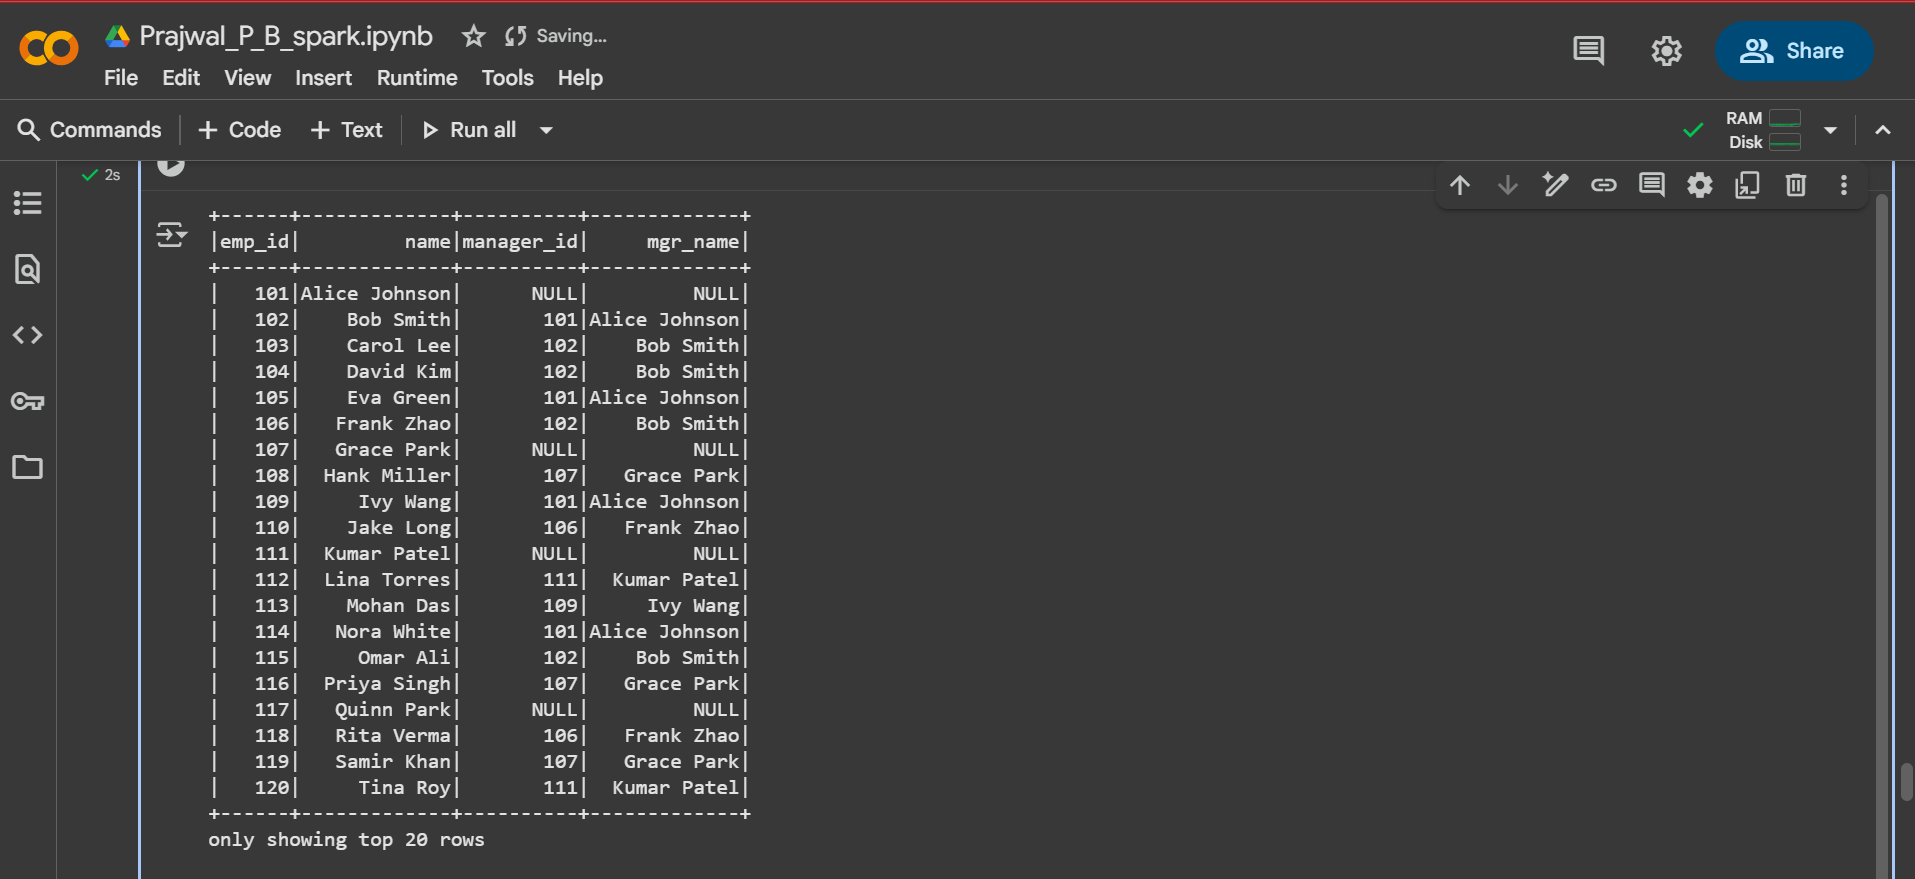 Prajwal_P_B_spark.ipynb Saving...
File Edit View Insert Runtime Tools Help
Share
Commands + Code + Text Run all
RAM
Disk
2s
+------+-------------+----------+-------------+
|emp_id|         name|manager_id|     mgr_name|
+------+-------------+----------+-------------+
|   101|Alice Johnson|      NULL|         NULL|
|   102|    Bob Smith|       101|Alice Johnson|
|   103|    Carol Lee|       102|    Bob Smith|
|   104|    David Kim|       102|    Bob Smith|
|   105|    Eva Green|       101|Alice Johnson|
|   106|   Frank Zhao|       102|    Bob Smith|
|   107|   Grace Park|      NULL|         NULL|
|   108|  Hank Miller|       107|   Grace Park|
|   109|     Ivy Wang|       101|Alice Johnson|
|   110|    Jake Long|       106|   Frank Zhao|
|   111|  Kumar Patel|      NULL|         NULL|
|   112|  Lina Torres|       111|  Kumar Patel|
|   113|    Mohan Das|       109|     Ivy Wang|
|   114|   Nora White|       101|Alice Johnson|
|   115|     Omar Ali|       102|    Bob Smith|
|   116|  Priya Singh|       107|   Grace Park|
|   117|   Quinn Park|      NULL|         NULL|
|   118|   Rita Verma|       106|   Frank Zhao|
|   119|   Samir Khan|       107|   Grace Park|
|   120|     Tina Roy|       111|  Kumar Patel|
+------+-------------+----------+-------------+
only showing top 20 rows